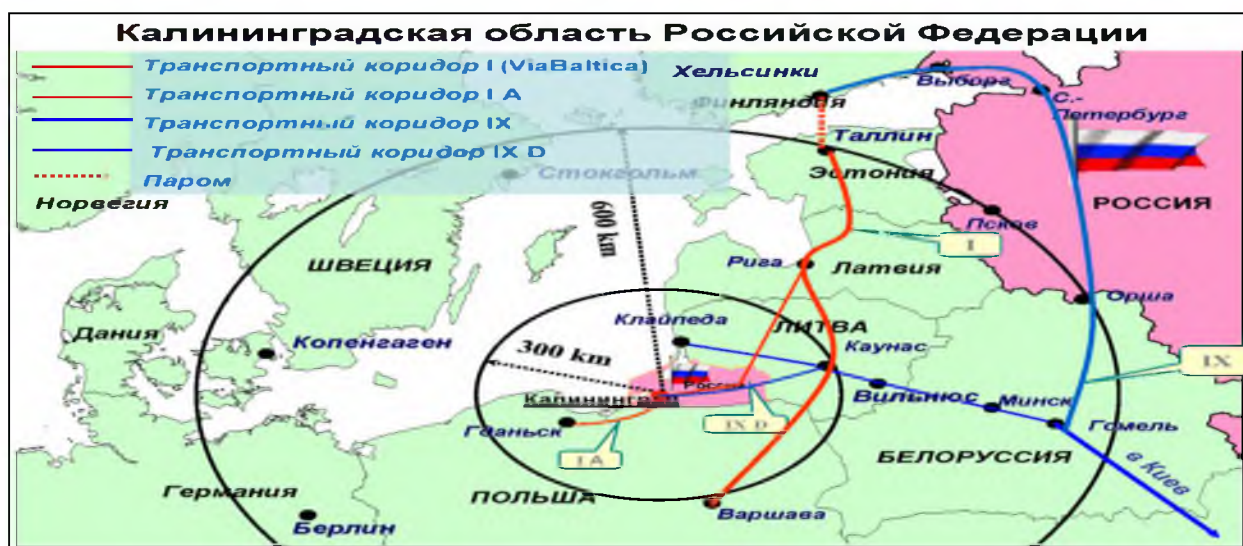 Калининградская область Российской Федерации
Транспортный коридор I (ViaBaltica)
Транспортный коридор I A
Транспортный коридор IX
Транспортный коридор IX D
Паром
Хельсинки
Выборг
С.-
Петербург
Финляндия
Таллин
Эстония
Стокгольм
Норвегия
600 km
Псков
РОССИЯ
I
ШВЕЦИЯ
Рига
Латвия
Орша
Дания
Клайпеда
ЛИТВА
Копенгаген
300 km
Каунас
IX
Россия
Калининград
Вильнюс
Минск
Гданьск
IX D
Гомель
I A
БЕЛОРУССИЯ
в Киев
Германия
ПОЛЬША
Варшава
Берлин